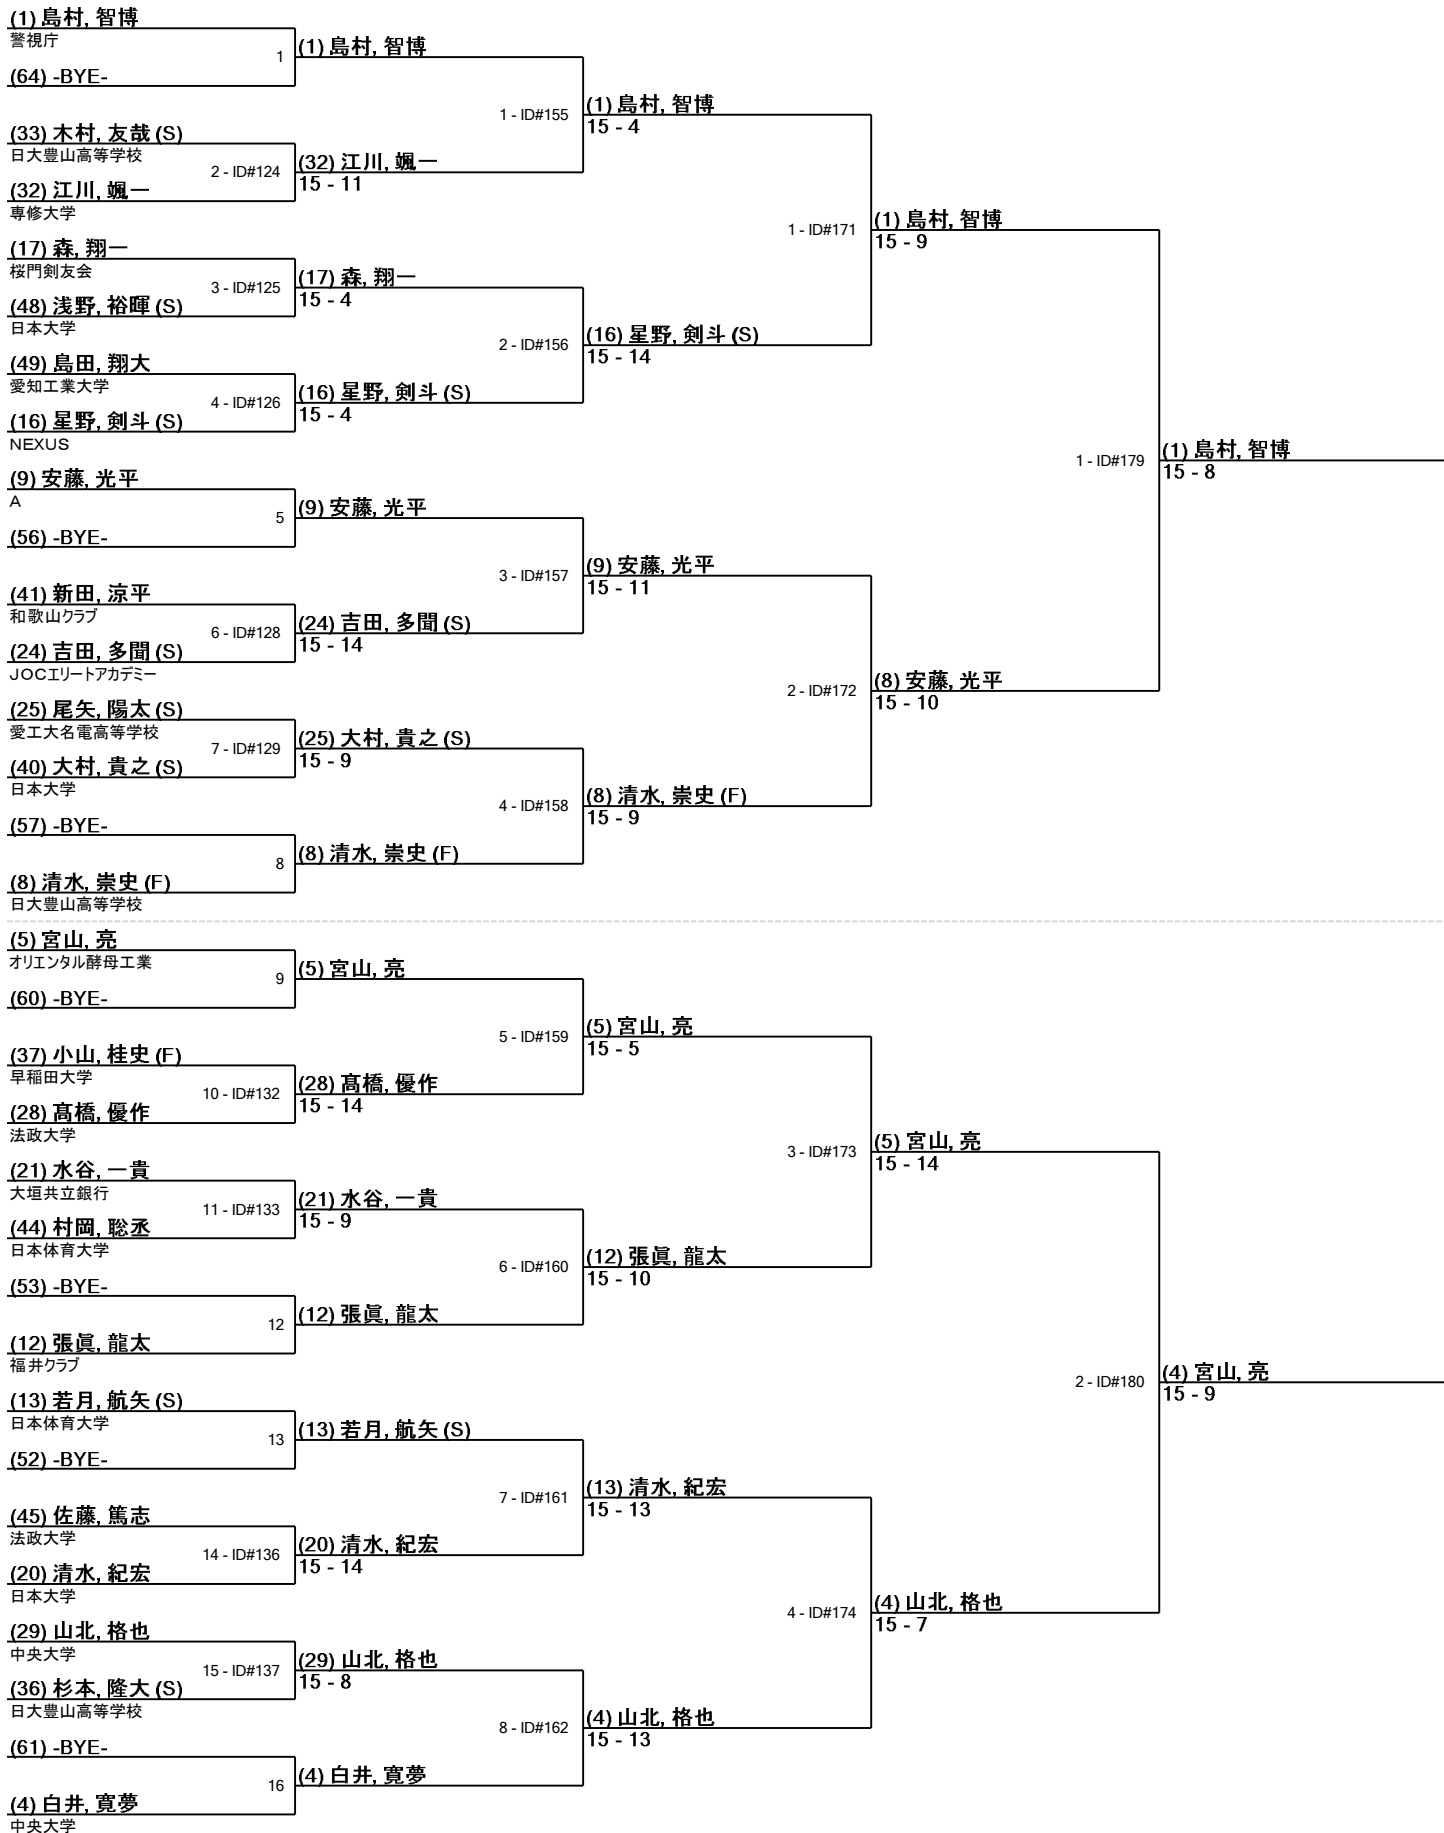 (1) 島村, 智博
警視庁
1
(64) -BYE-
(1) 島村, 智博
(33) 木村, 友哉 (S)
日大豊山高等学校
2 - ID#124
(32) 江川, 颯一
専修大学
(32) 江川, 颯一
15 - 11
1 - ID#155
(1) 島村, 智博
15 - 4
(17) 森, 翔一
桜門剣友会
3 - ID#125
(48) 浅野, 裕暉 (S)
日本大学
(17) 森, 翔一
15 - 4
(49) 島田, 翔大
愛知工業大学
4 - ID#126
(16) 星野, 剣斗 (S)
NEXUS
(16) 星野, 剣斗 (S)
15 - 4
2 - ID#156
(16) 星野, 剣斗 (S)
15 - 14
1 - ID#171
(1) 島村, 智博
15 - 9
(9) 安藤, 光平
A
5
(56) -BYE-
(9) 安藤, 光平
(41) 新田, 涼平
和歌山クラブ
6 - ID#128
(24) 吉田, 多聞 (S)
JOCエリートアカデミー
(24) 吉田, 多聞 (S)
15 - 14
3 - ID#157
(9) 安藤, 光平
15 - 11
(25) 尾矢, 陽太 (S)
愛工大名電高等学校
7 - ID#129
(40) 大村, 貴之 (S)
日本大学
(25) 大村, 貴之 (S)
15 - 9
(57) -BYE-
8
(8) 清水, 崇史 (F)
日大豊山高等学校
(8) 清水, 崇史 (F)
4 - ID#158
(8) 清水, 崇史 (F)
15 - 9
2 - ID#172
(8) 安藤, 光平
15 - 10
1 - ID#179
(1) 島村, 智博
15 - 8
(5) 宮山, 亮
オリエンタル酵母工業
9
(60) -BYE-
(5) 宮山, 亮
(37) 小山, 桂史 (F)
早稲田大学
10 - ID#132
(28) 髙橋, 優作
法政大学
(28) 髙橋, 優作
15 - 14
5 - ID#159
(5) 宮山, 亮
15 - 5
(21) 水谷, 一貴
大垣共立銀行
11 - ID#133
(44) 村岡, 聡丞
日本体育大学
(21) 水谷, 一貴
15 - 9
(53) -BYE-
12
(12) 張眞, 龍太
福井クラブ
(12) 張眞, 龍太
6 - ID#160
(12) 張眞, 龍太
15 - 10
3 - ID#173
(5) 宮山, 亮
15 - 14
(13) 若月, 航矢 (S)
日本体育大学
13
(52) -BYE-
(13) 若月, 航矢 (S)
(45) 佐藤, 篤志
法政大学
14 - ID#136
(20) 清水, 紀宏
日本大学
(20) 清水, 紀宏
15 - 14
7 - ID#161
(13) 清水, 紀宏
15 - 13
(29) 山北, 格也
中央大学
15 - ID#137
(36) 杉本, 隆大 (S)
日大豊山高等学校
(29) 山北, 格也
15 - 8
(61) -BYE-
16
(4) 白井, 寛夢
中央大学
(4) 白井, 寛夢
8 - ID#162
(4) 山北, 格也
15 - 13
4 - ID#174
(4) 山北, 格也
15 - 7
2 - ID#180
(4) 宮山, 亮
15 - 9